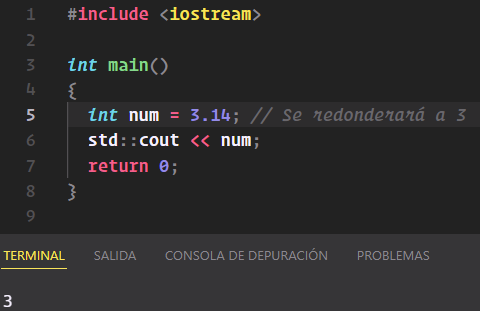 1 #include <iostream>
2
3 int main()
4 {
5 int num = 3.14; // Se redonderará a 3
6 std::cout << num;
7 return 0;
8 }
9
TERMINAL SALIDA CONSOLA DE DEPURACIÓN PROBLEMAS
3